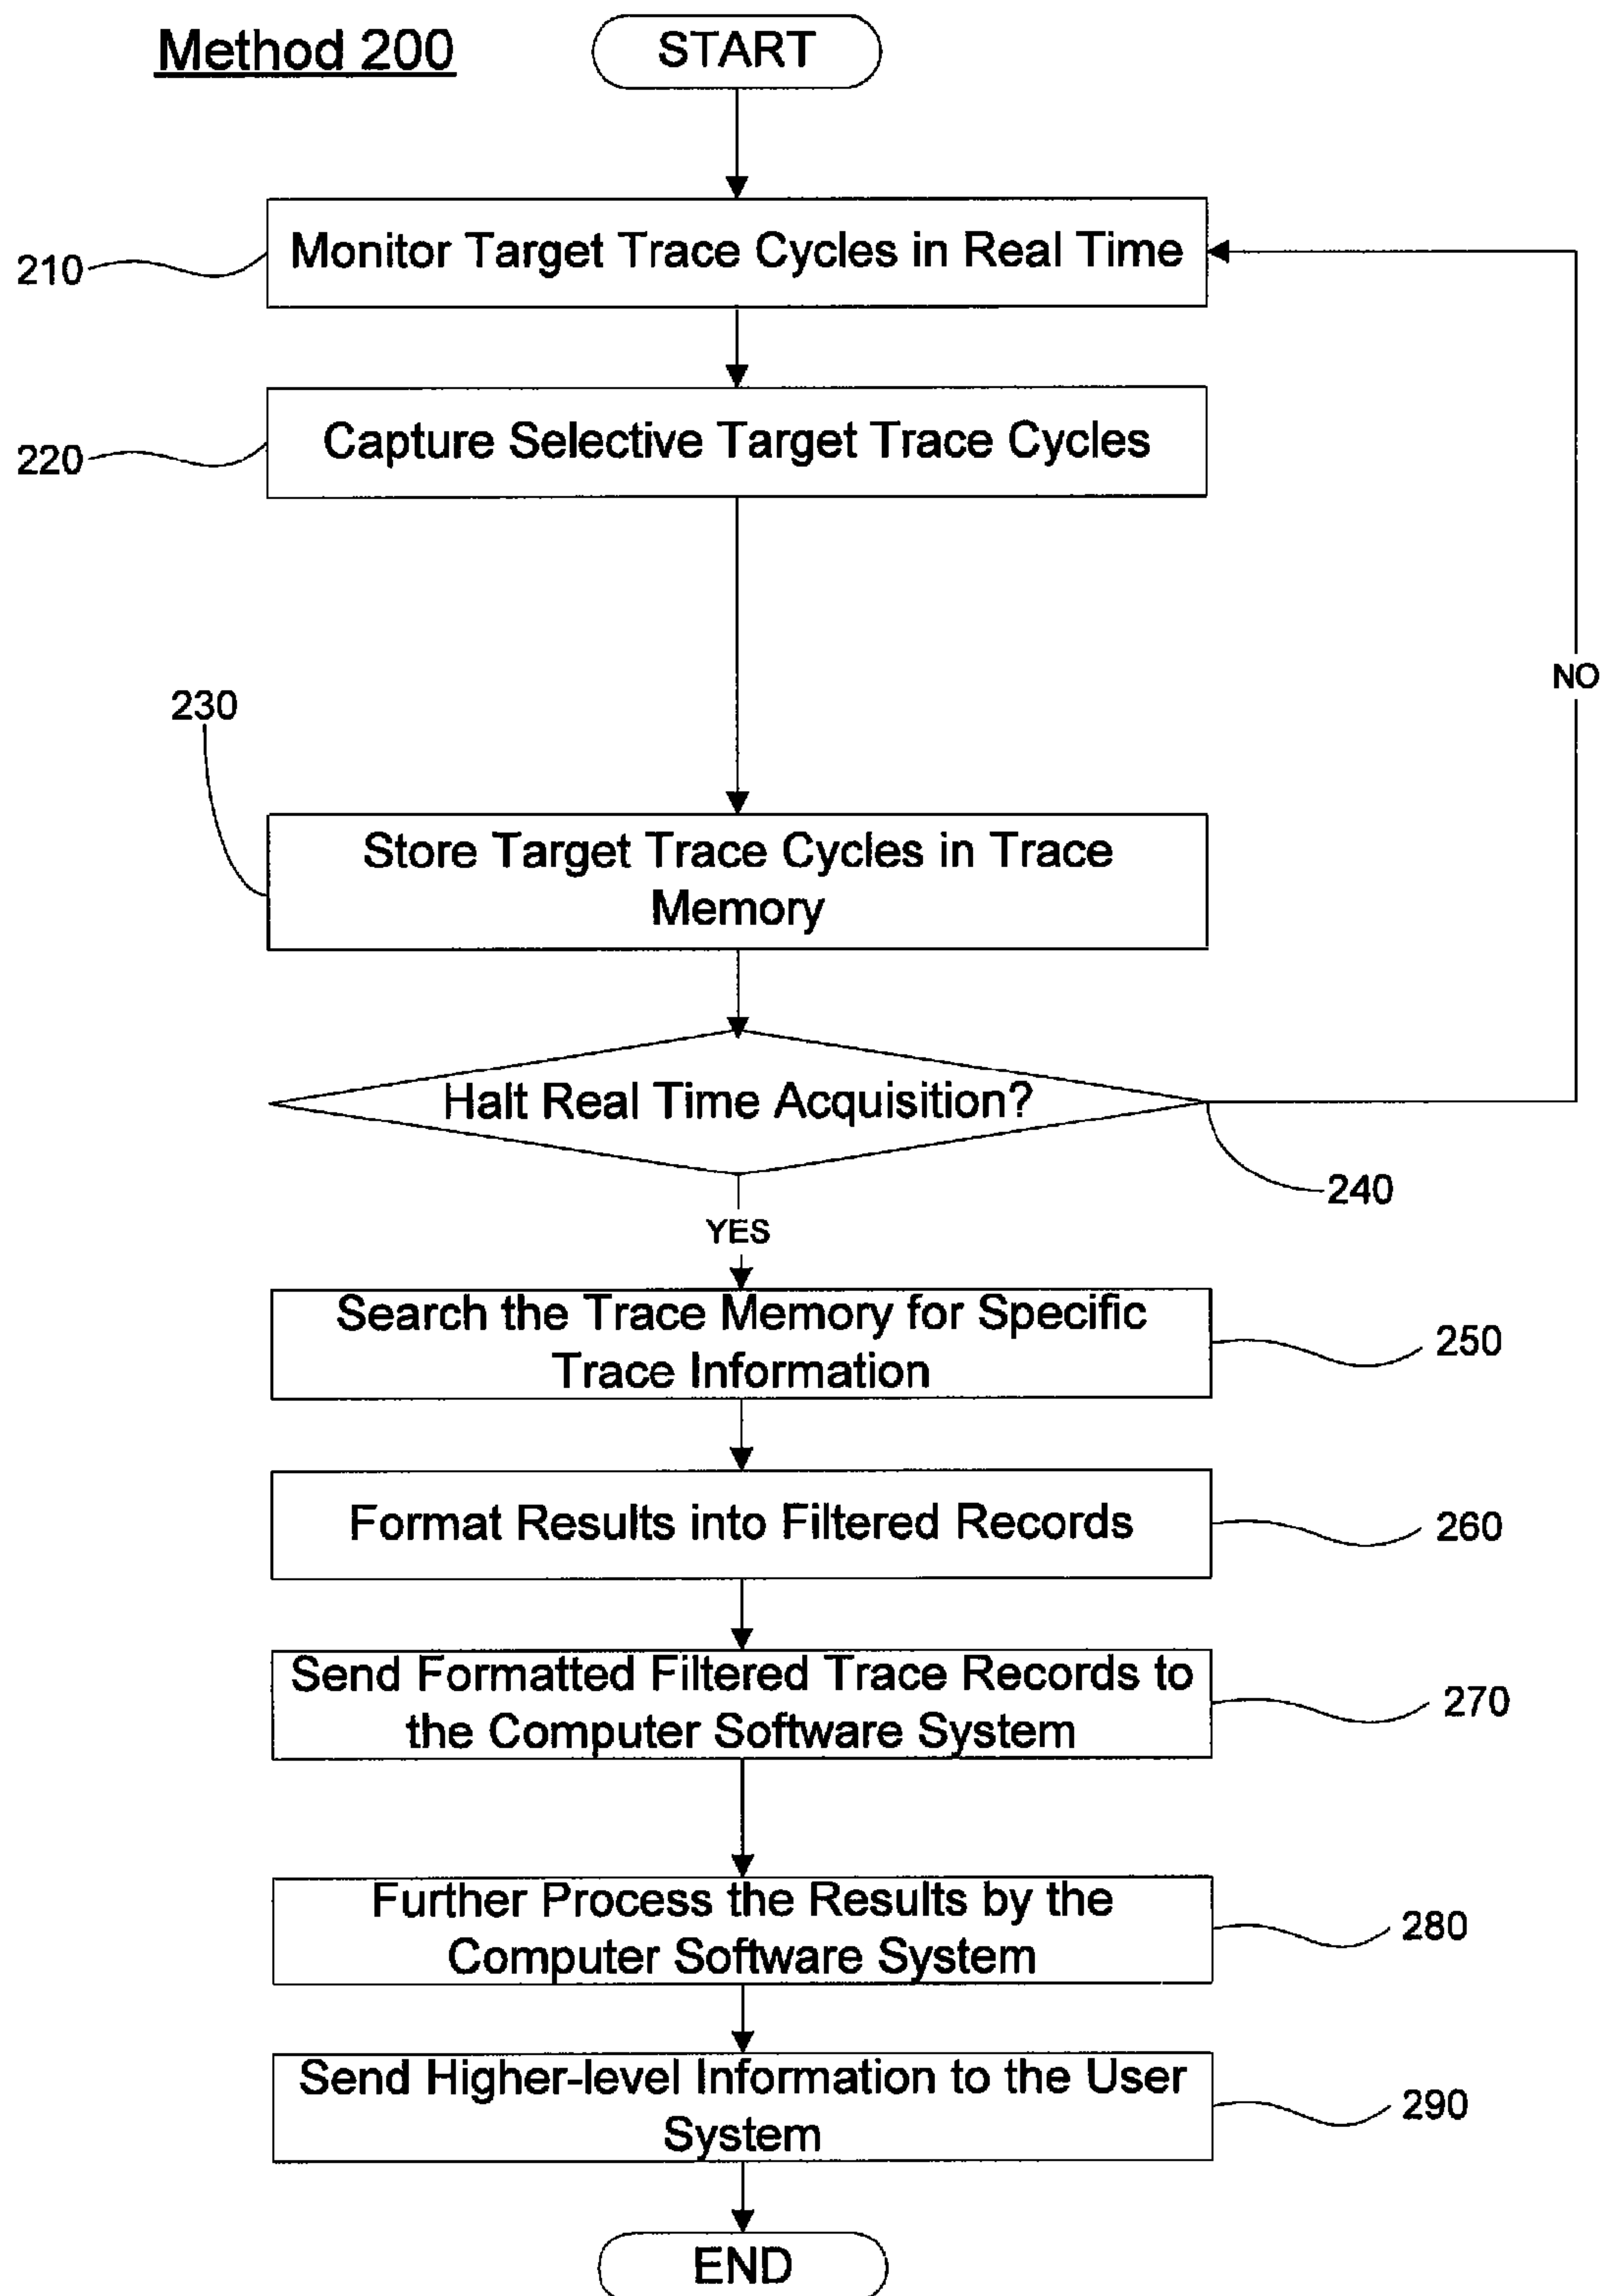 Method 200
START
210
Monitor Target Trace Cycles in Real Time
220
Capture Selective Target Trace Cycles
NO
230
Store Target Trace Cycles in Trace
Memory
Halt Real Time Acquisition?
240
YES
Search the Trace Memory for Specific
Trace Information
250
Format Results into Filtered Records
260
Send Formatted Filtered Trace Records to
the Computer Software System
270
Further Process the Results by the
Computer Software System
280
Send Higher-level Information to the User
System
290
END